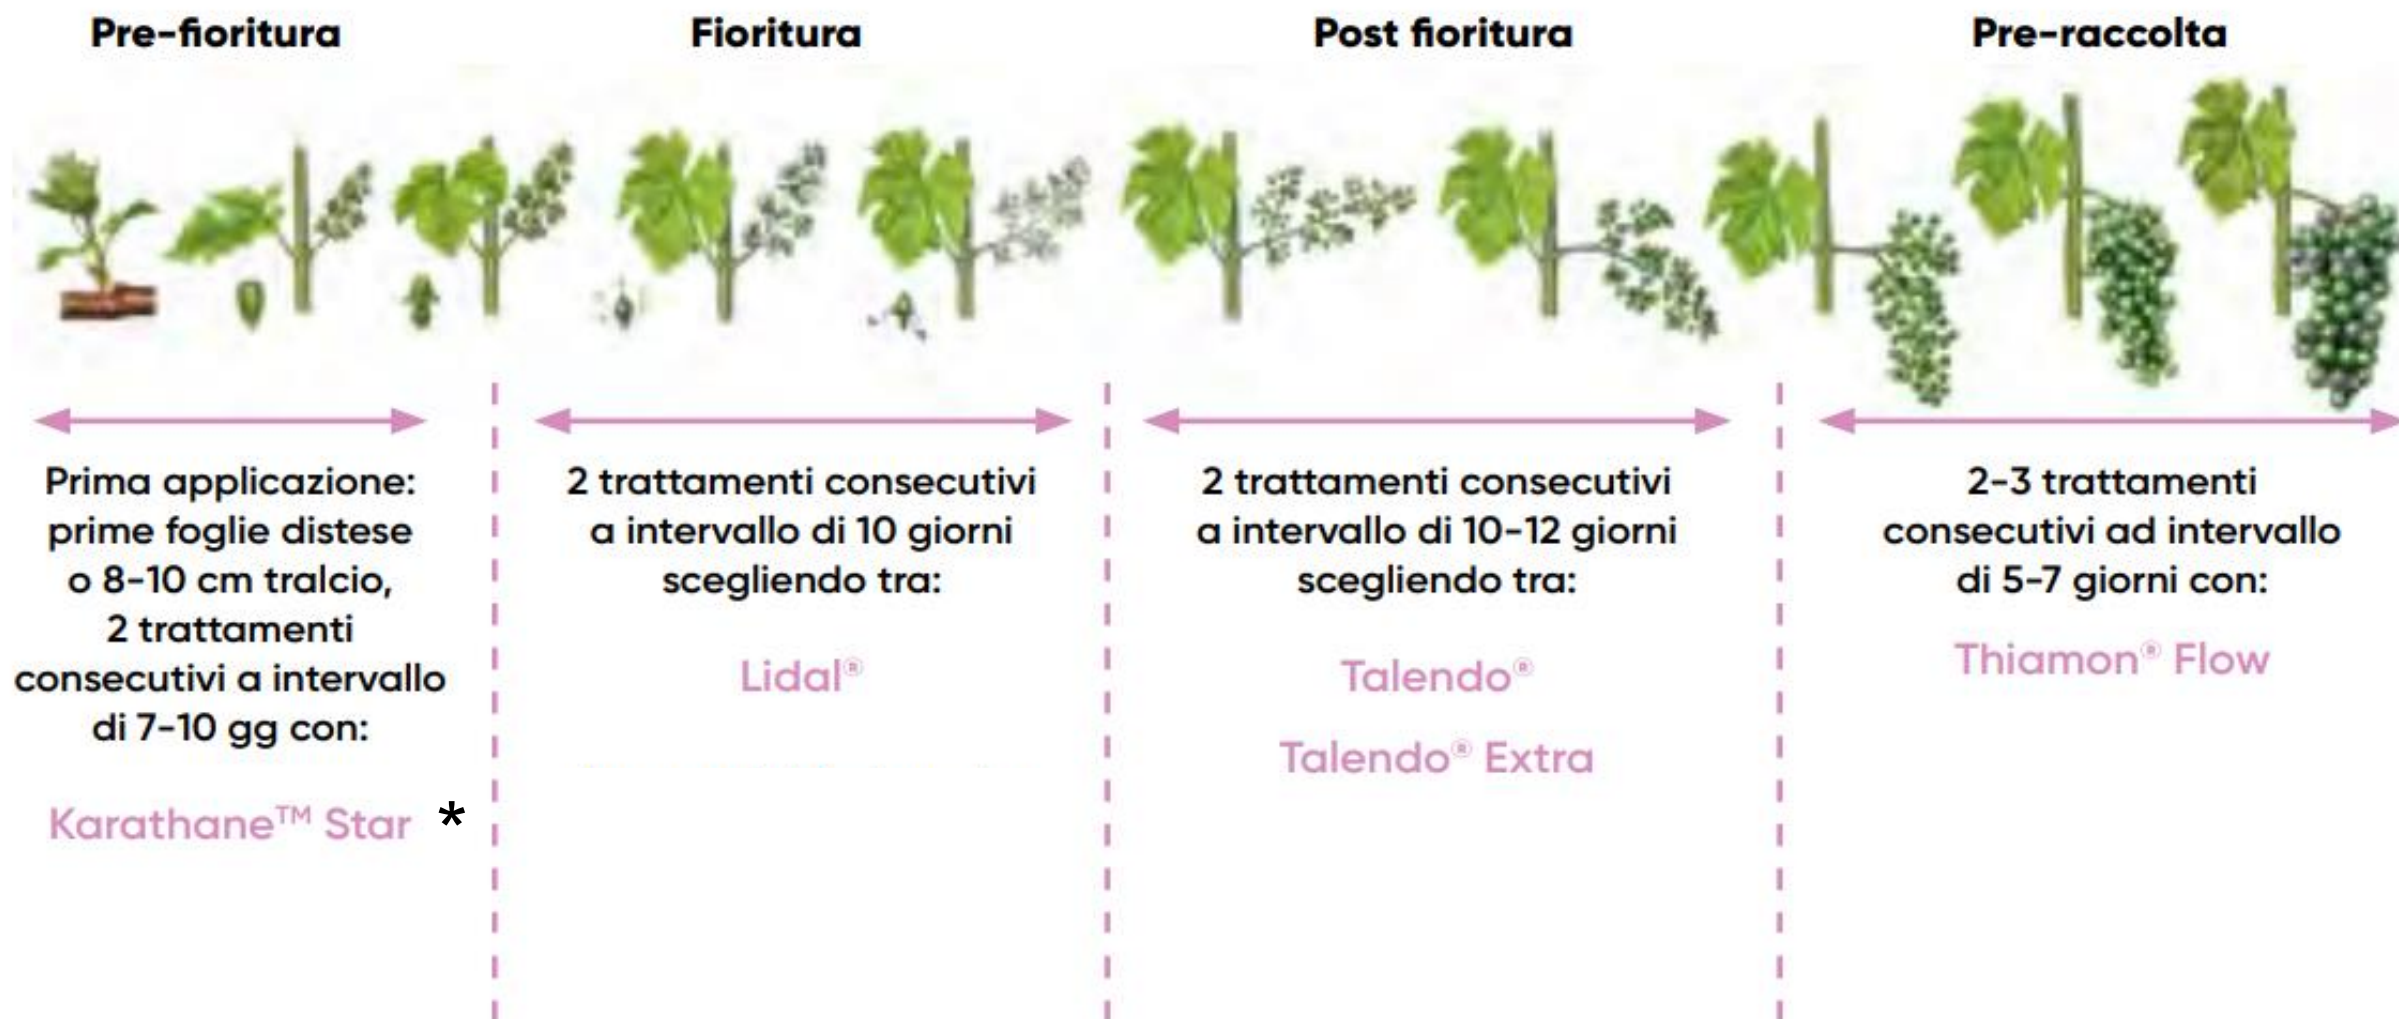 Pre-fioritura
Prima applicazione:
prime foglie distese
o 8-10 cm tralcio,
2 trattamenti
consecutivi a intervallo
di 7-10 gg con:
Karathane™ Star *
Fioritura
2 trattamenti consecutivi
a intervallo di 10 giorni
scegliendo tra:
Lidal®
Post fioritura
2 trattamenti consecutivi
a intervallo di 10-12 giorni
scegliendo tra:
Talendo®
Talendo® Extra
Pre-raccolta
2-3 trattamenti
consecutivi ad intervallo
di 5-7 giorni con:
Thiamon® Flow